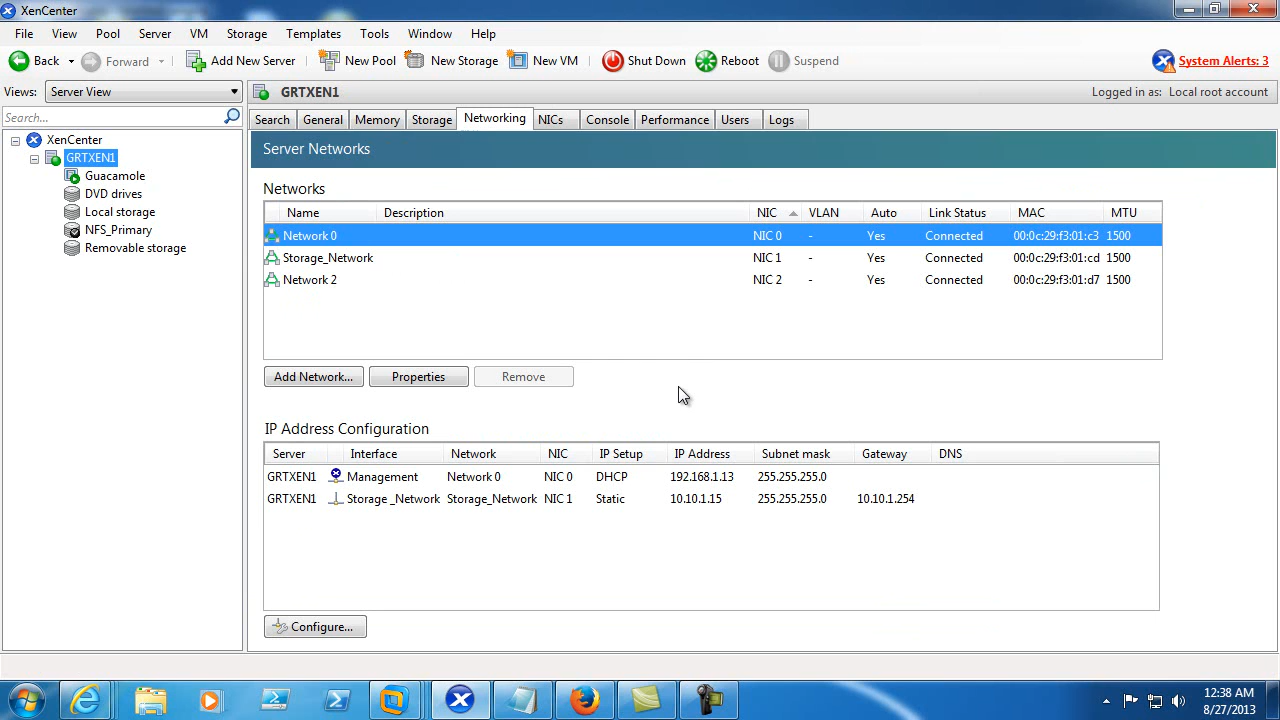 XenCenter
File View Pool Server VM Storage Templates Tools Window Help
Back Forward Add New Server New Pool New Storage New VM Shut Down Reboot Suspend System Alerts: 3
Views: Server View GRTXEN1 Logged in as: Local root account
Search...
Search General Memory Storage Networking NICs Console Performance Users Logs
XenCenter
GRTXEN1
Guacamole
DVD drives
Local storage
NFS_Primary
Removable storage
Server Networks
Networks
Name Description NIC VLAN Auto Link Status MAC MTU
Network 0 NIC 0 - Yes Connected 00:0c:29:f3:01:c3 1500
Storage_Network NIC 1 - Yes Connected 00:0c:29:f3:01:cd 1500
Network 2 NIC 2 - Yes Connected 00:0c:29:f3:01:d7 1500
Add Network... Properties Remove
IP Address Configuration
Server Interface Network NIC IP Setup IP Address Subnet mask Gateway DNS
GRTXEN1 Management Network 0 NIC 0 DHCP 192.168.1.13 255.255.255.0
GRTXEN1 Storage _Network Storage_Network NIC 1 Static 10.10.1.15 255.255.255.0 10.10.1.254
Configure...
12:38 AM
8/27/2013